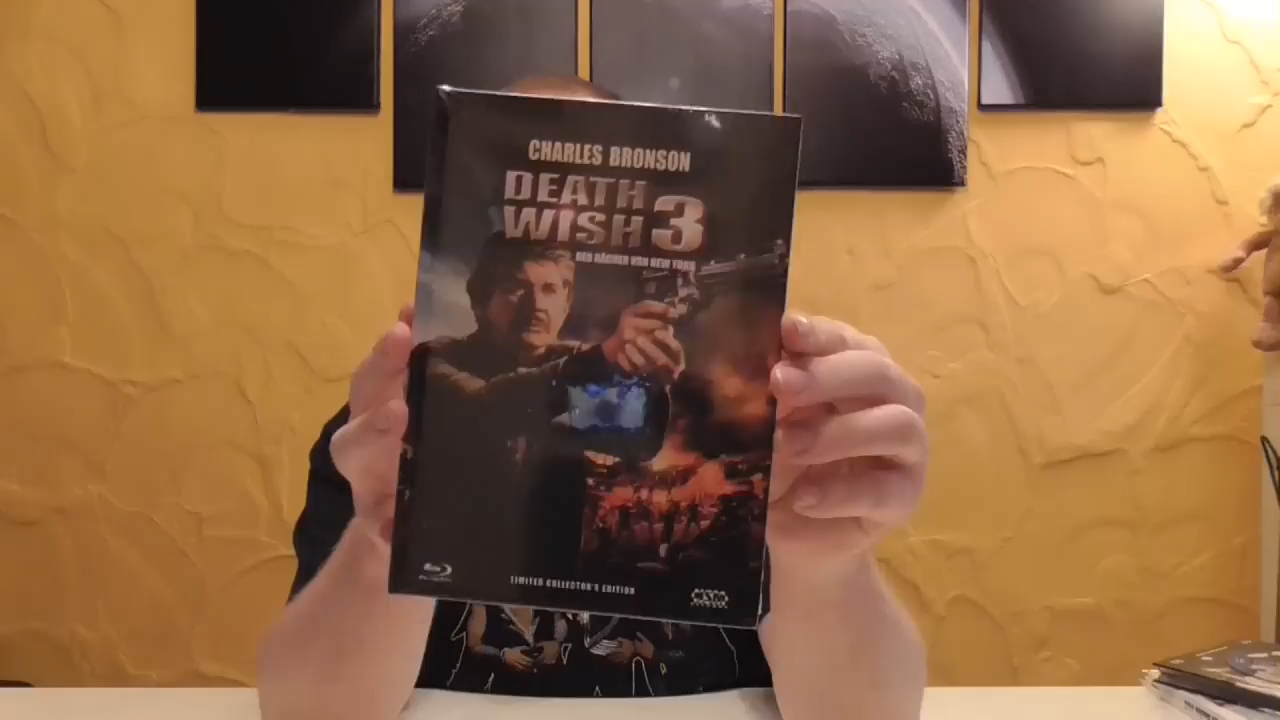 CHARLES BRONSON
DEATH
WISH 3
DER RÄCHER VON NEW YORK
LIMITED COLLECTOR'S EDITION